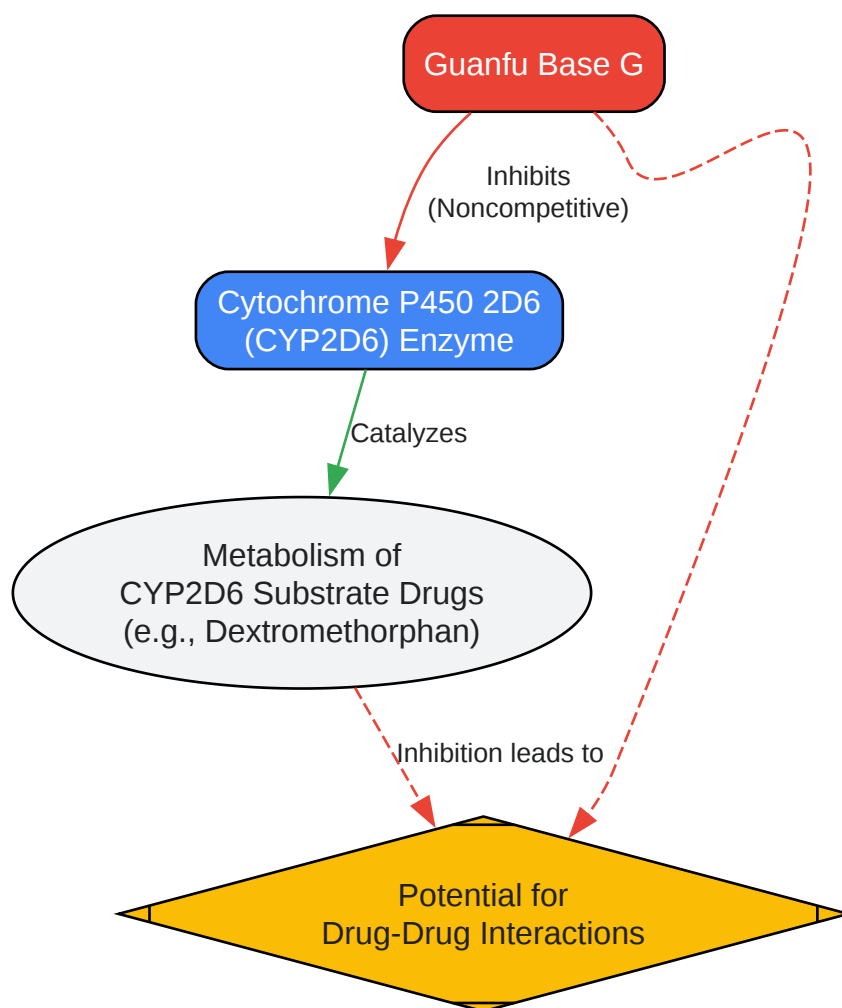 Guanfu Base G
Inhibits
(Noncompetitive)
Cytochrome P450 2D6
(CYP2D6) Enzyme
Catalyzes
Metabolism of
CYP2D6 Substrate Drugs
(e.g., Dextromethorphan)
Inhibition leads to
Potential for
Drug-Drug Interactions